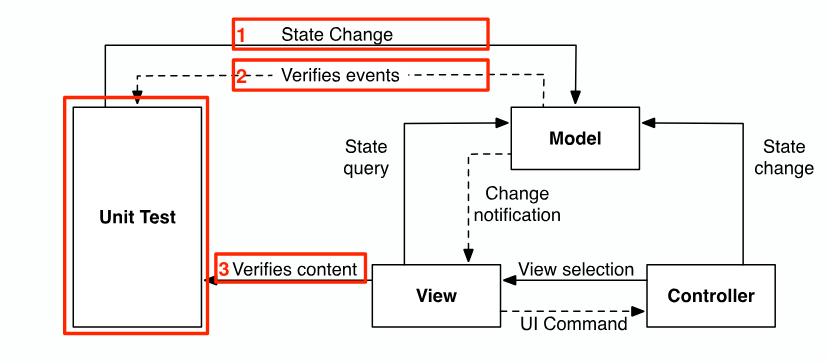 1 State Change
2 Verifies events
Model
State
query
State
change
Change
notification
Unit Test
3 Verifies content
View selection
View
Controller
UI Command